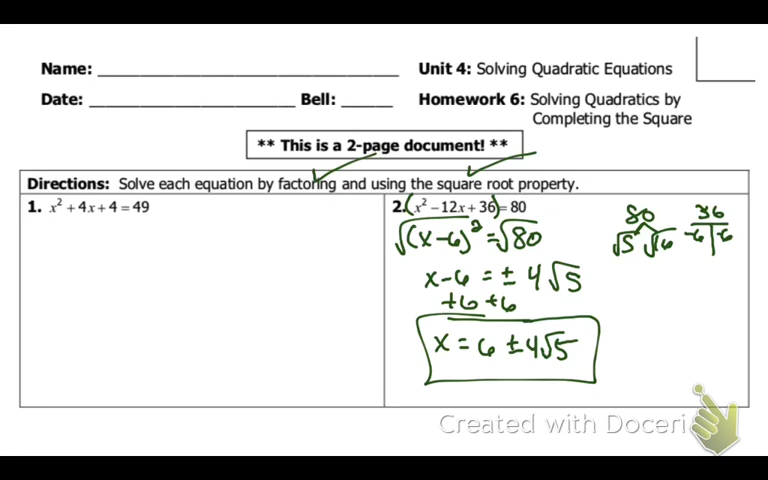 Name: ____________ Unit 4: Solving Quadratic Equations
Date: ____________ Bell: ______ Homework 6: Solving Quadratics by
Completing the Square
** This is a 2-page document! **
Directions: Solve each equation by factoring and using the square root property.
1. x² + 4x + 4 = 49
2. (x² − 12x + 36) = 80
√(x − 6)² = √80
x − 6 = ± 4√5
+6 +6
x = 6 ± 4√5
80
√5 √16
36
−6 | −6
Created with Doceri